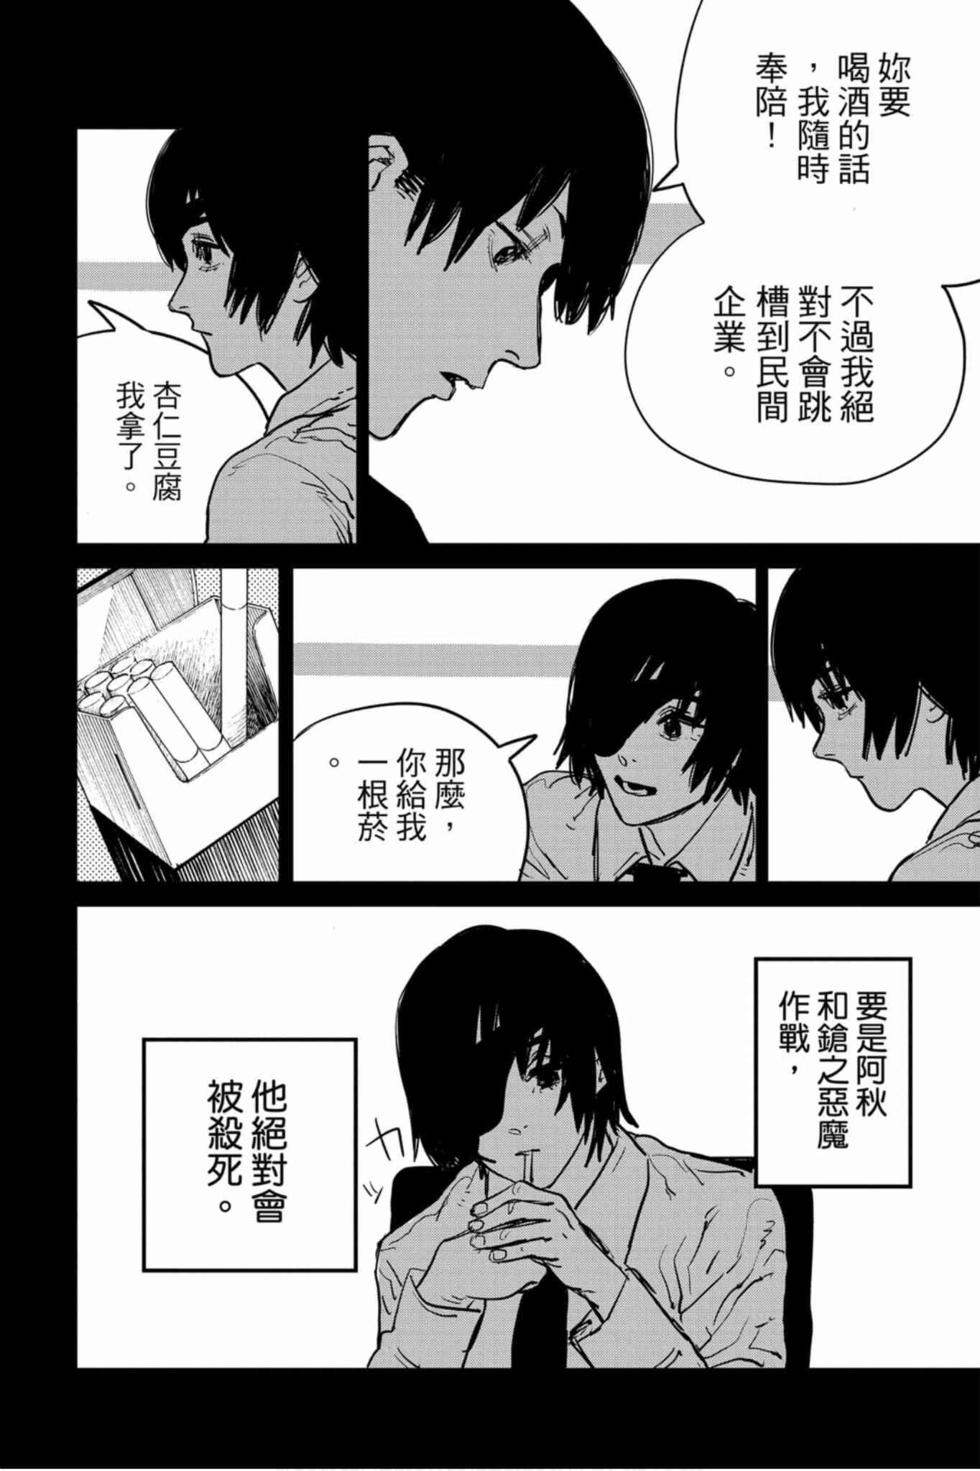 妳要
喝酒的話
，我隨時
奉陪！
不過我絕
對不會跳
槽到民間
企業。
杏仁豆腐
我拿了。
那麼，
你給我
一根菸
。
要是阿秋
和鎗之惡魔
作戰，
他絕對會
被殺死。
カ